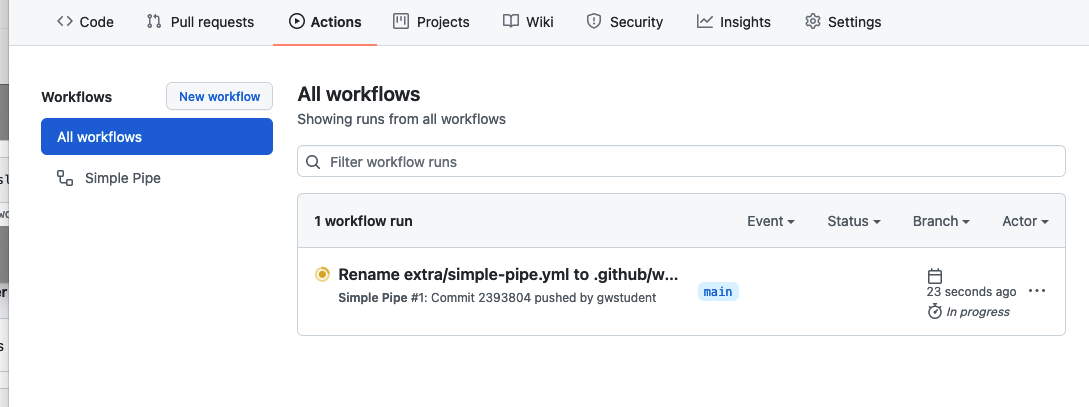 Code Pull requests Actions Projects Wiki Security Insights Settings
Workflows
New workflow
All workflows
Simple Pipe
All workflows
Showing runs from all workflows
Filter workflow runs
1 workflow run Event Status Branch Actor
Rename extra/simple-pipe.yml to .github/w...
Simple Pipe #1: Commit 2393804 pushed by gwstudent
main
23 seconds ago
In progress